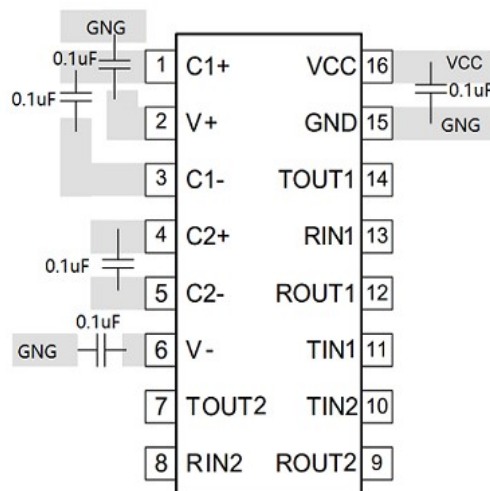 GNG
0.1uF
0.1uF
1 C1+ VCC 16 VCC
0.1uF
2 V+ GND 15 GNG
3 C1- TOUT1 14
4 C2+ RIN1 13
0.1uF
5 C2- ROUT1 12
0.1uF
GNG 6 V- TIN1 11
7 TOUT2 TIN2 10
8 RIN2 ROUT2 9